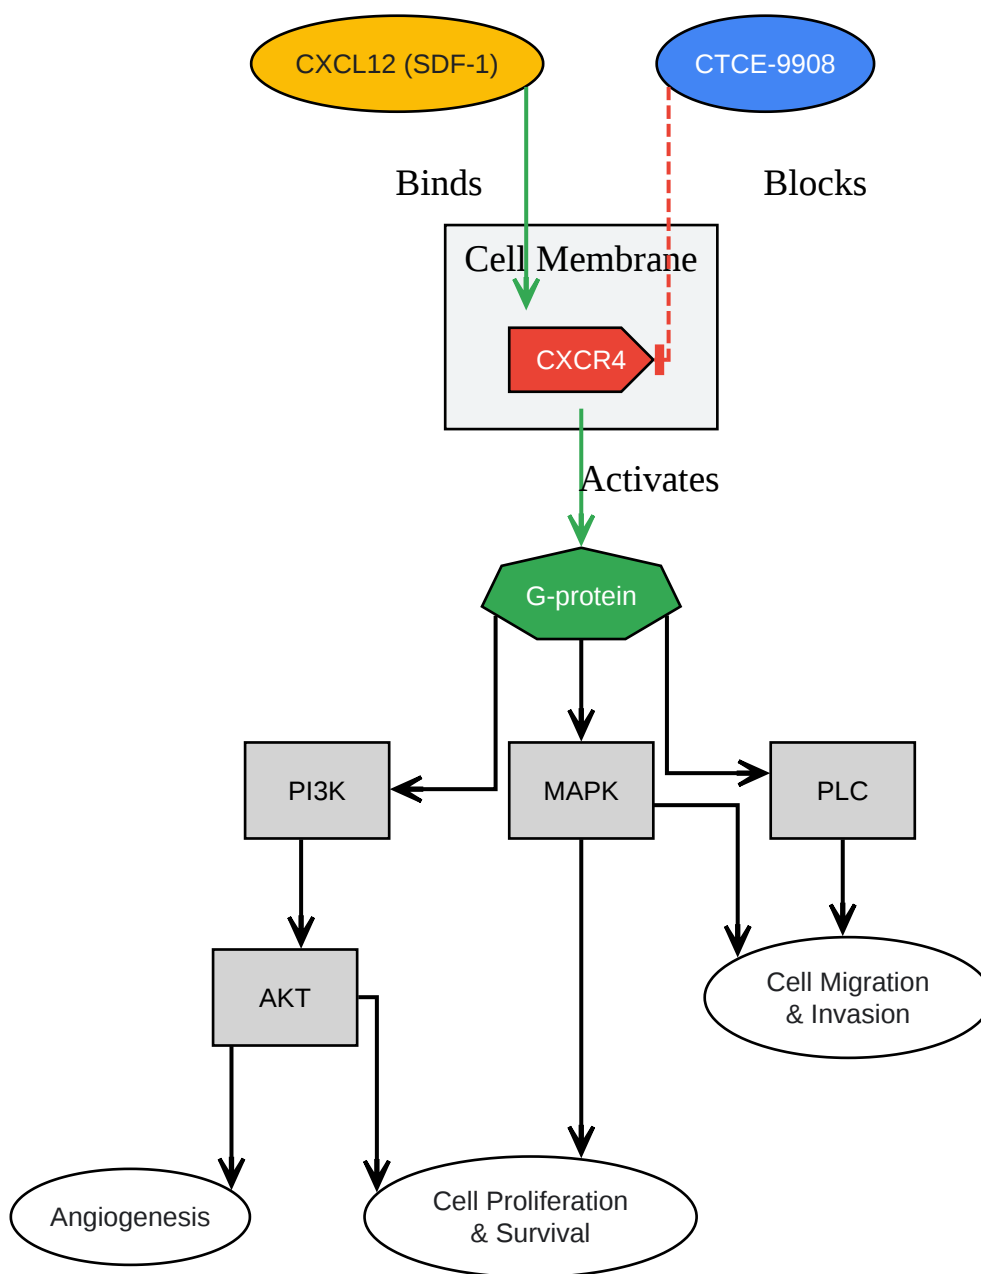 CXCL12 (SDF-1)
CTCE-9908
Binds
Blocks
Cell Membrane
CXCR4
Activates
G-protein
PI3K
MAPK
PLC
AKT
Cell Migration
& Invasion
Angiogenesis
Cell Proliferation
& Survival